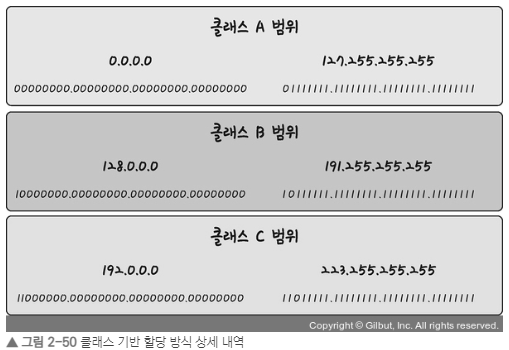 클래스 A 범위
0.0.0.0 127.255.255.255
00000000.00000000.00000000.00000000 01111111.11111111.11111111.11111111
클래스 B 범위
128.0.0.0 191.255.255.255
10000000.00000000.00000000.00000000 10111111.11111111.11111111.11111111
클래스 C 범위
192.0.0.0 223.255.255.255
11000000.00000000.00000000.00000000 11011111.11111111.11111111.11111111
Copyright © Gilbut, Inc. All rights reserved.
▲ 그림 2-50 클래스 기반 할당 방식 상세 내역